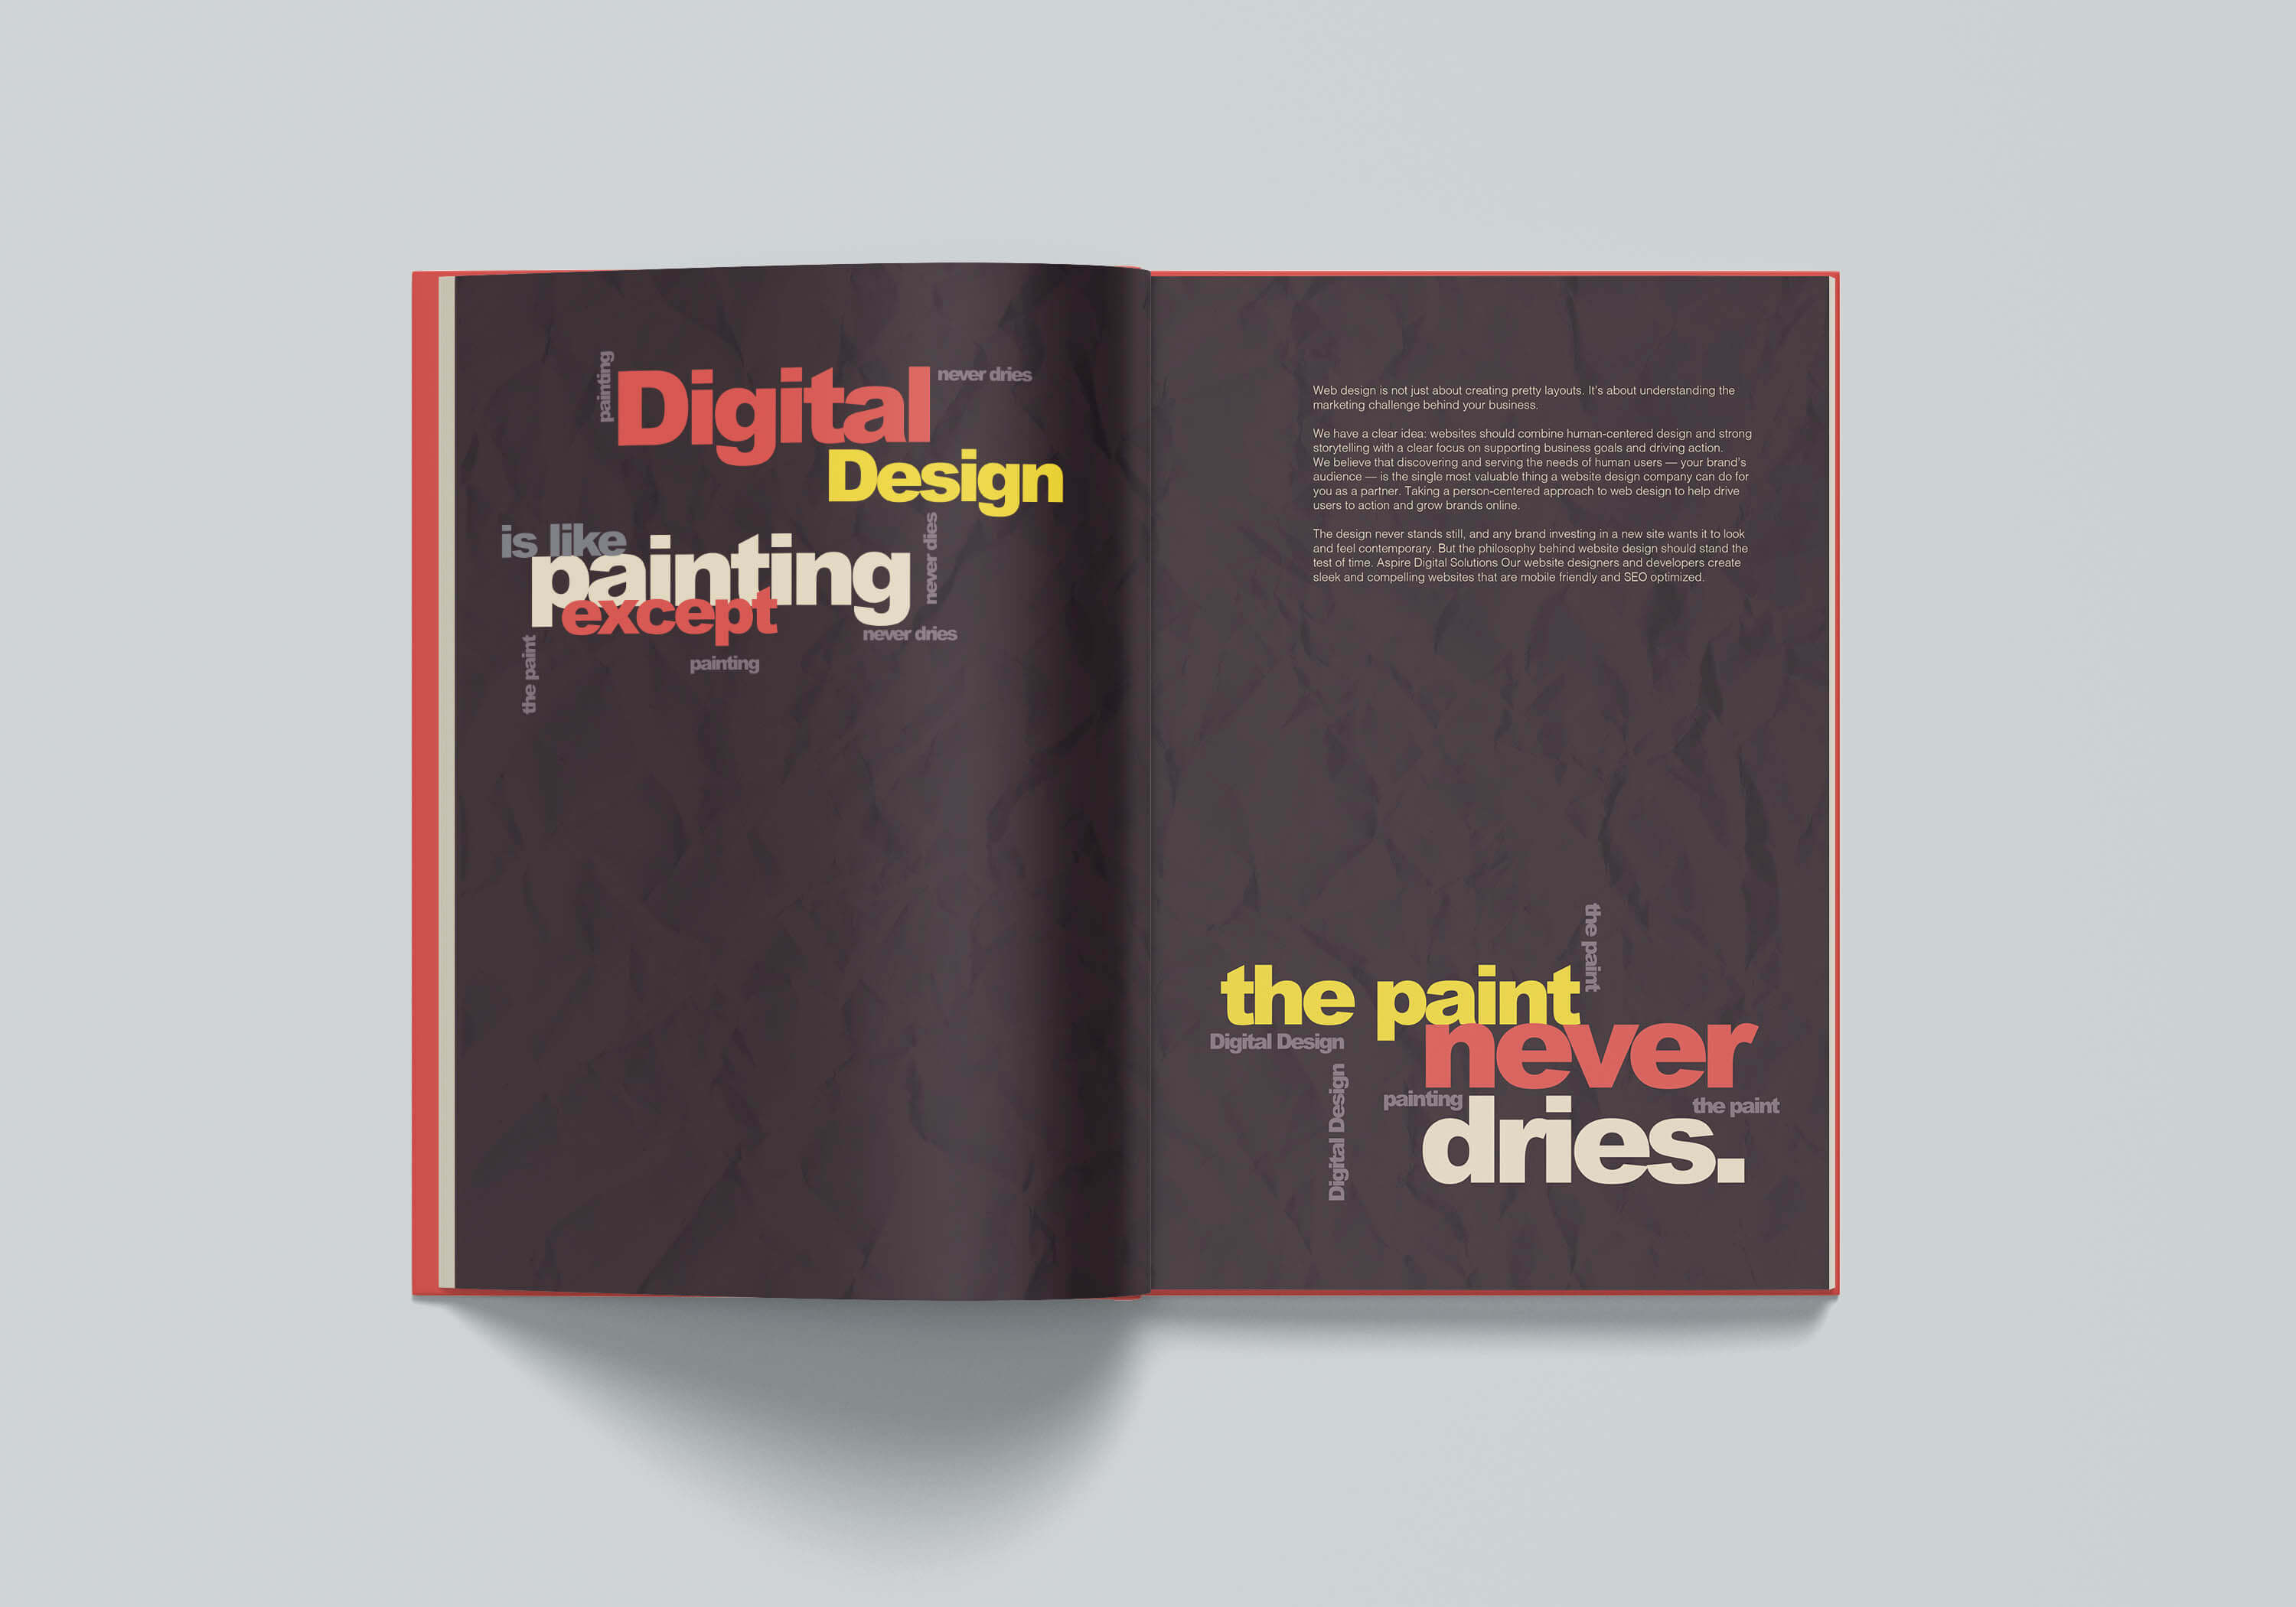 painting
Digital
never dries
Design
is like
painting
never dies
except
never dries
the paint
painting
Web design is not just about creating pretty layouts. It's about understanding the
marketing challenge behind your business.
We have a clear idea: websites should combine human-centered design and strong
storytelling with a clear focus on supporting business goals and driving action.
We believe that discovering and serving the needs of human users — your brand's
audience — is the single most valuable thing a website design company can do for
you as a partner. Taking a person-centered approach to web design to help drive
users to action and grow brands online.
The design never stands still, and any brand investing in a new site wants it to look
and feel contemporary. But the philosophy behind website design should stand the
test of time. Aspire Digital Solutions Our website designers and developers create
sleek and compelling websites that are mobile friendly and SEO optimized.
the paint
the paint
never
Digital Design
Digital Design
painting
the paint
dries.